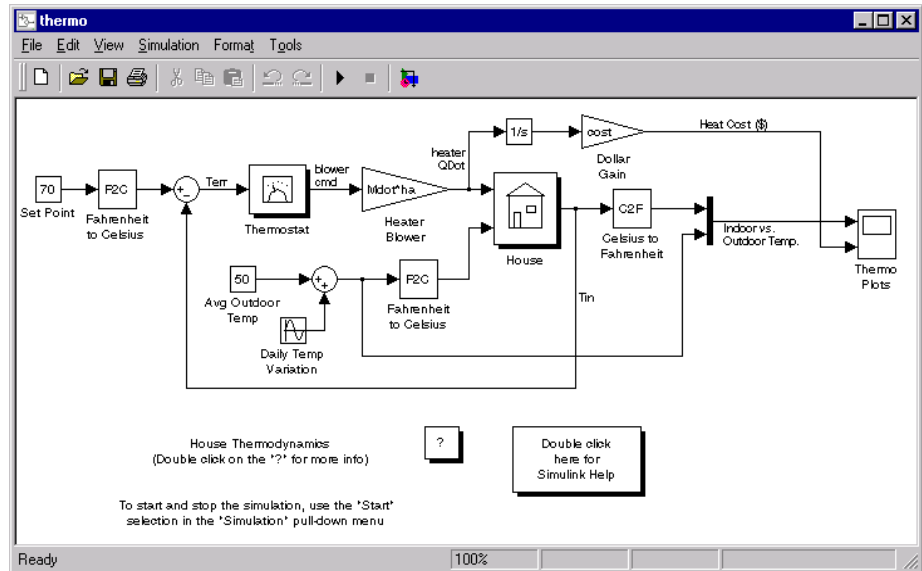 thermo
File Edit View Simulation Format Tools
1/s
cost
Heat Cost ($)
heater
QDot
Dollar
Gain
70
Set Point
F2C
Fahrenheit
to Celsius
+
-
Terr
Thermostat
blower
cmd
Mdot*ha
Heater
Blower
House
C2F
Celsius to
Fahrenheit
Indoor vs.
Outdoor Temp.
Thermo
Plots
50
Avg Outdoor
Temp
+
+
F2C
Fahrenheit
to Celsius
Tin
Daily Temp
Variation
House Thermodynamics
(Double click on the "?" for more info)
?
Double click
here for
Simulink Help
To start and stop the simulation, use the "Start"
selection in the "Simulation" pull-down menu
Ready
100%